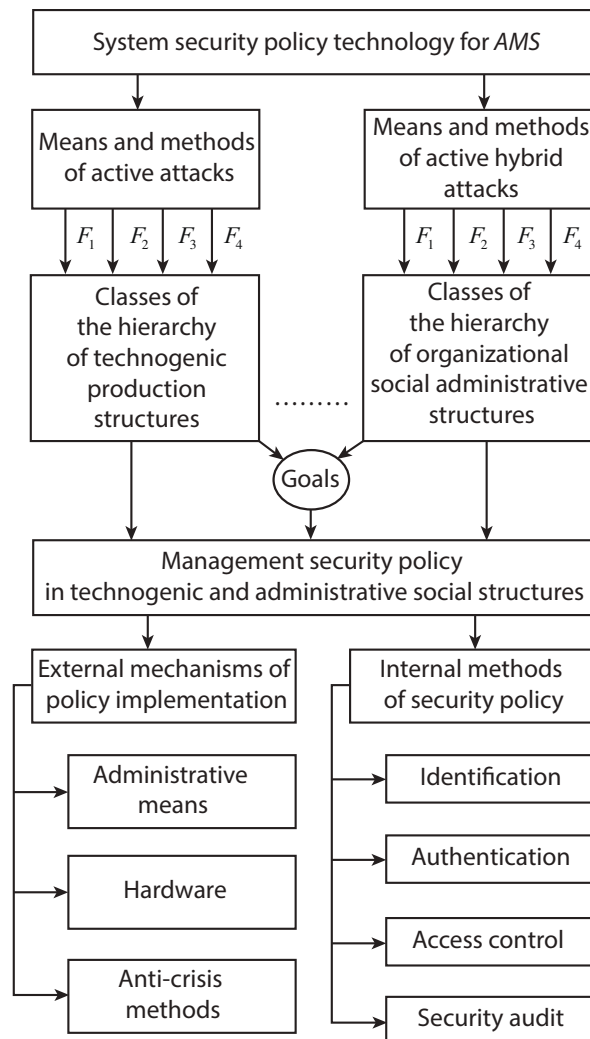 System security policy technology for AMS
Means and methods
of active attacks
Means and methods
of active hybrid
attacks
F1 F2 F3 F4
F1 F2 F3 F4
Classes of
the hierarchy
of technogenic
production
structures
.........
Classes of
the hierarchy
of organizational
social administrative
structures
Goals
Management security policy
in technogenic and administrative social structures
External mechanisms of
policy implementation
Administrative
means
Hardware
Anti-crisis
methods
Internal methods
of security policy
Identification
Authentication
Access control
Security audit